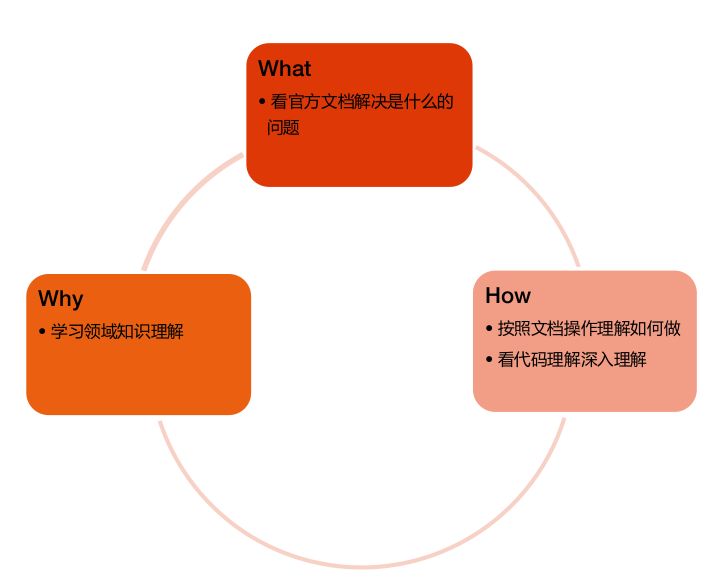 What
• 看官方文档解决是什么的
问题
Why
• 学习领域知识理解
How
• 按照文档操作理解如何做
• 看代码理解深入理解